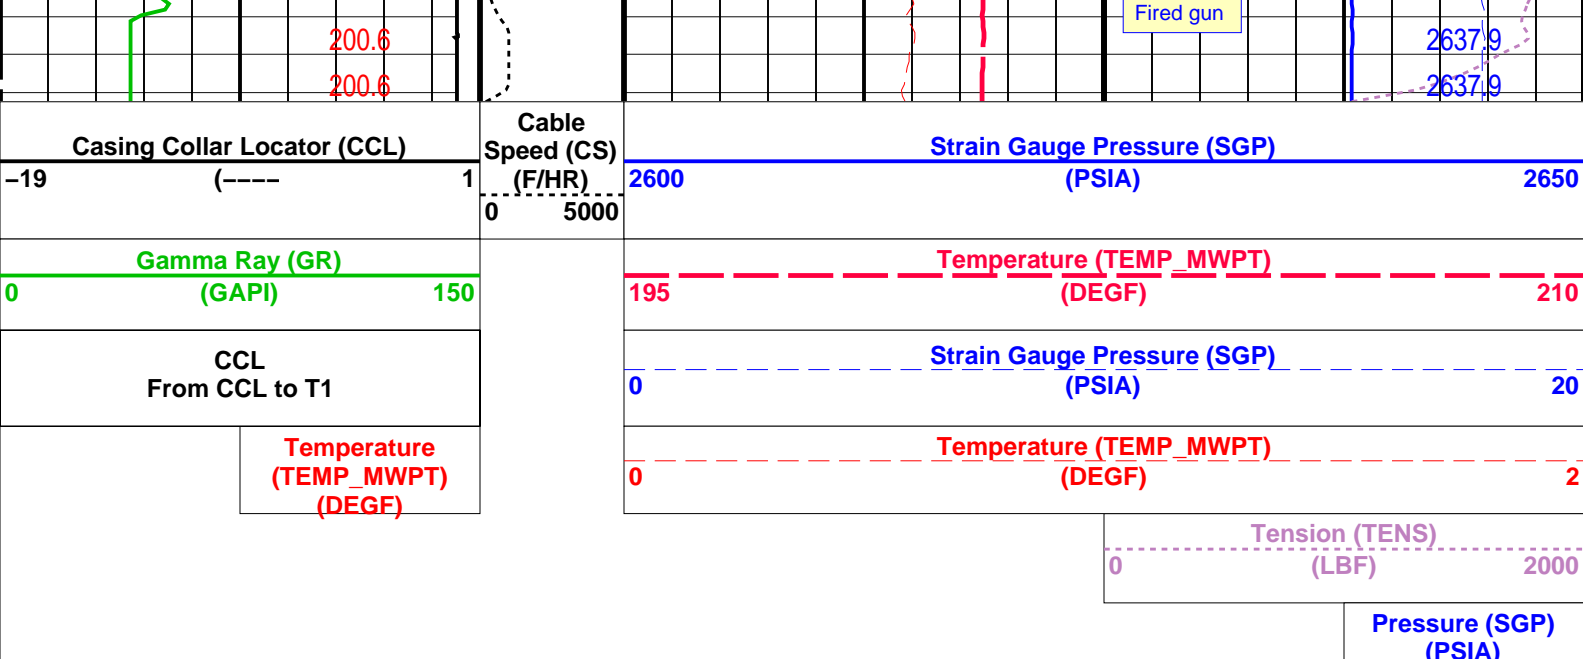 Fired gun
200.6
2637.9
200.6
2637.9
Casing Collar Locator (CCL)
−19 (−−−− 1
Cable
Speed (CS)
(F/HR)
0 5000
Strain Gauge Pressure (SGP)
2600 (PSIA) 2650
Gamma Ray (GR)
0 (GAPI) 150
Temperature (TEMP_MWPT)
195 (DEGF) 210
CCL
From CCL to T1
Strain Gauge Pressure (SGP)
0 (PSIA) 20
Temperature
(TEMP_MWPT)
(DEGF)
Temperature (TEMP_MWPT)
0 (DEGF) 2
Tension (TENS)
0 (LBF) 2000
Pressure (SGP)
(PSIA)